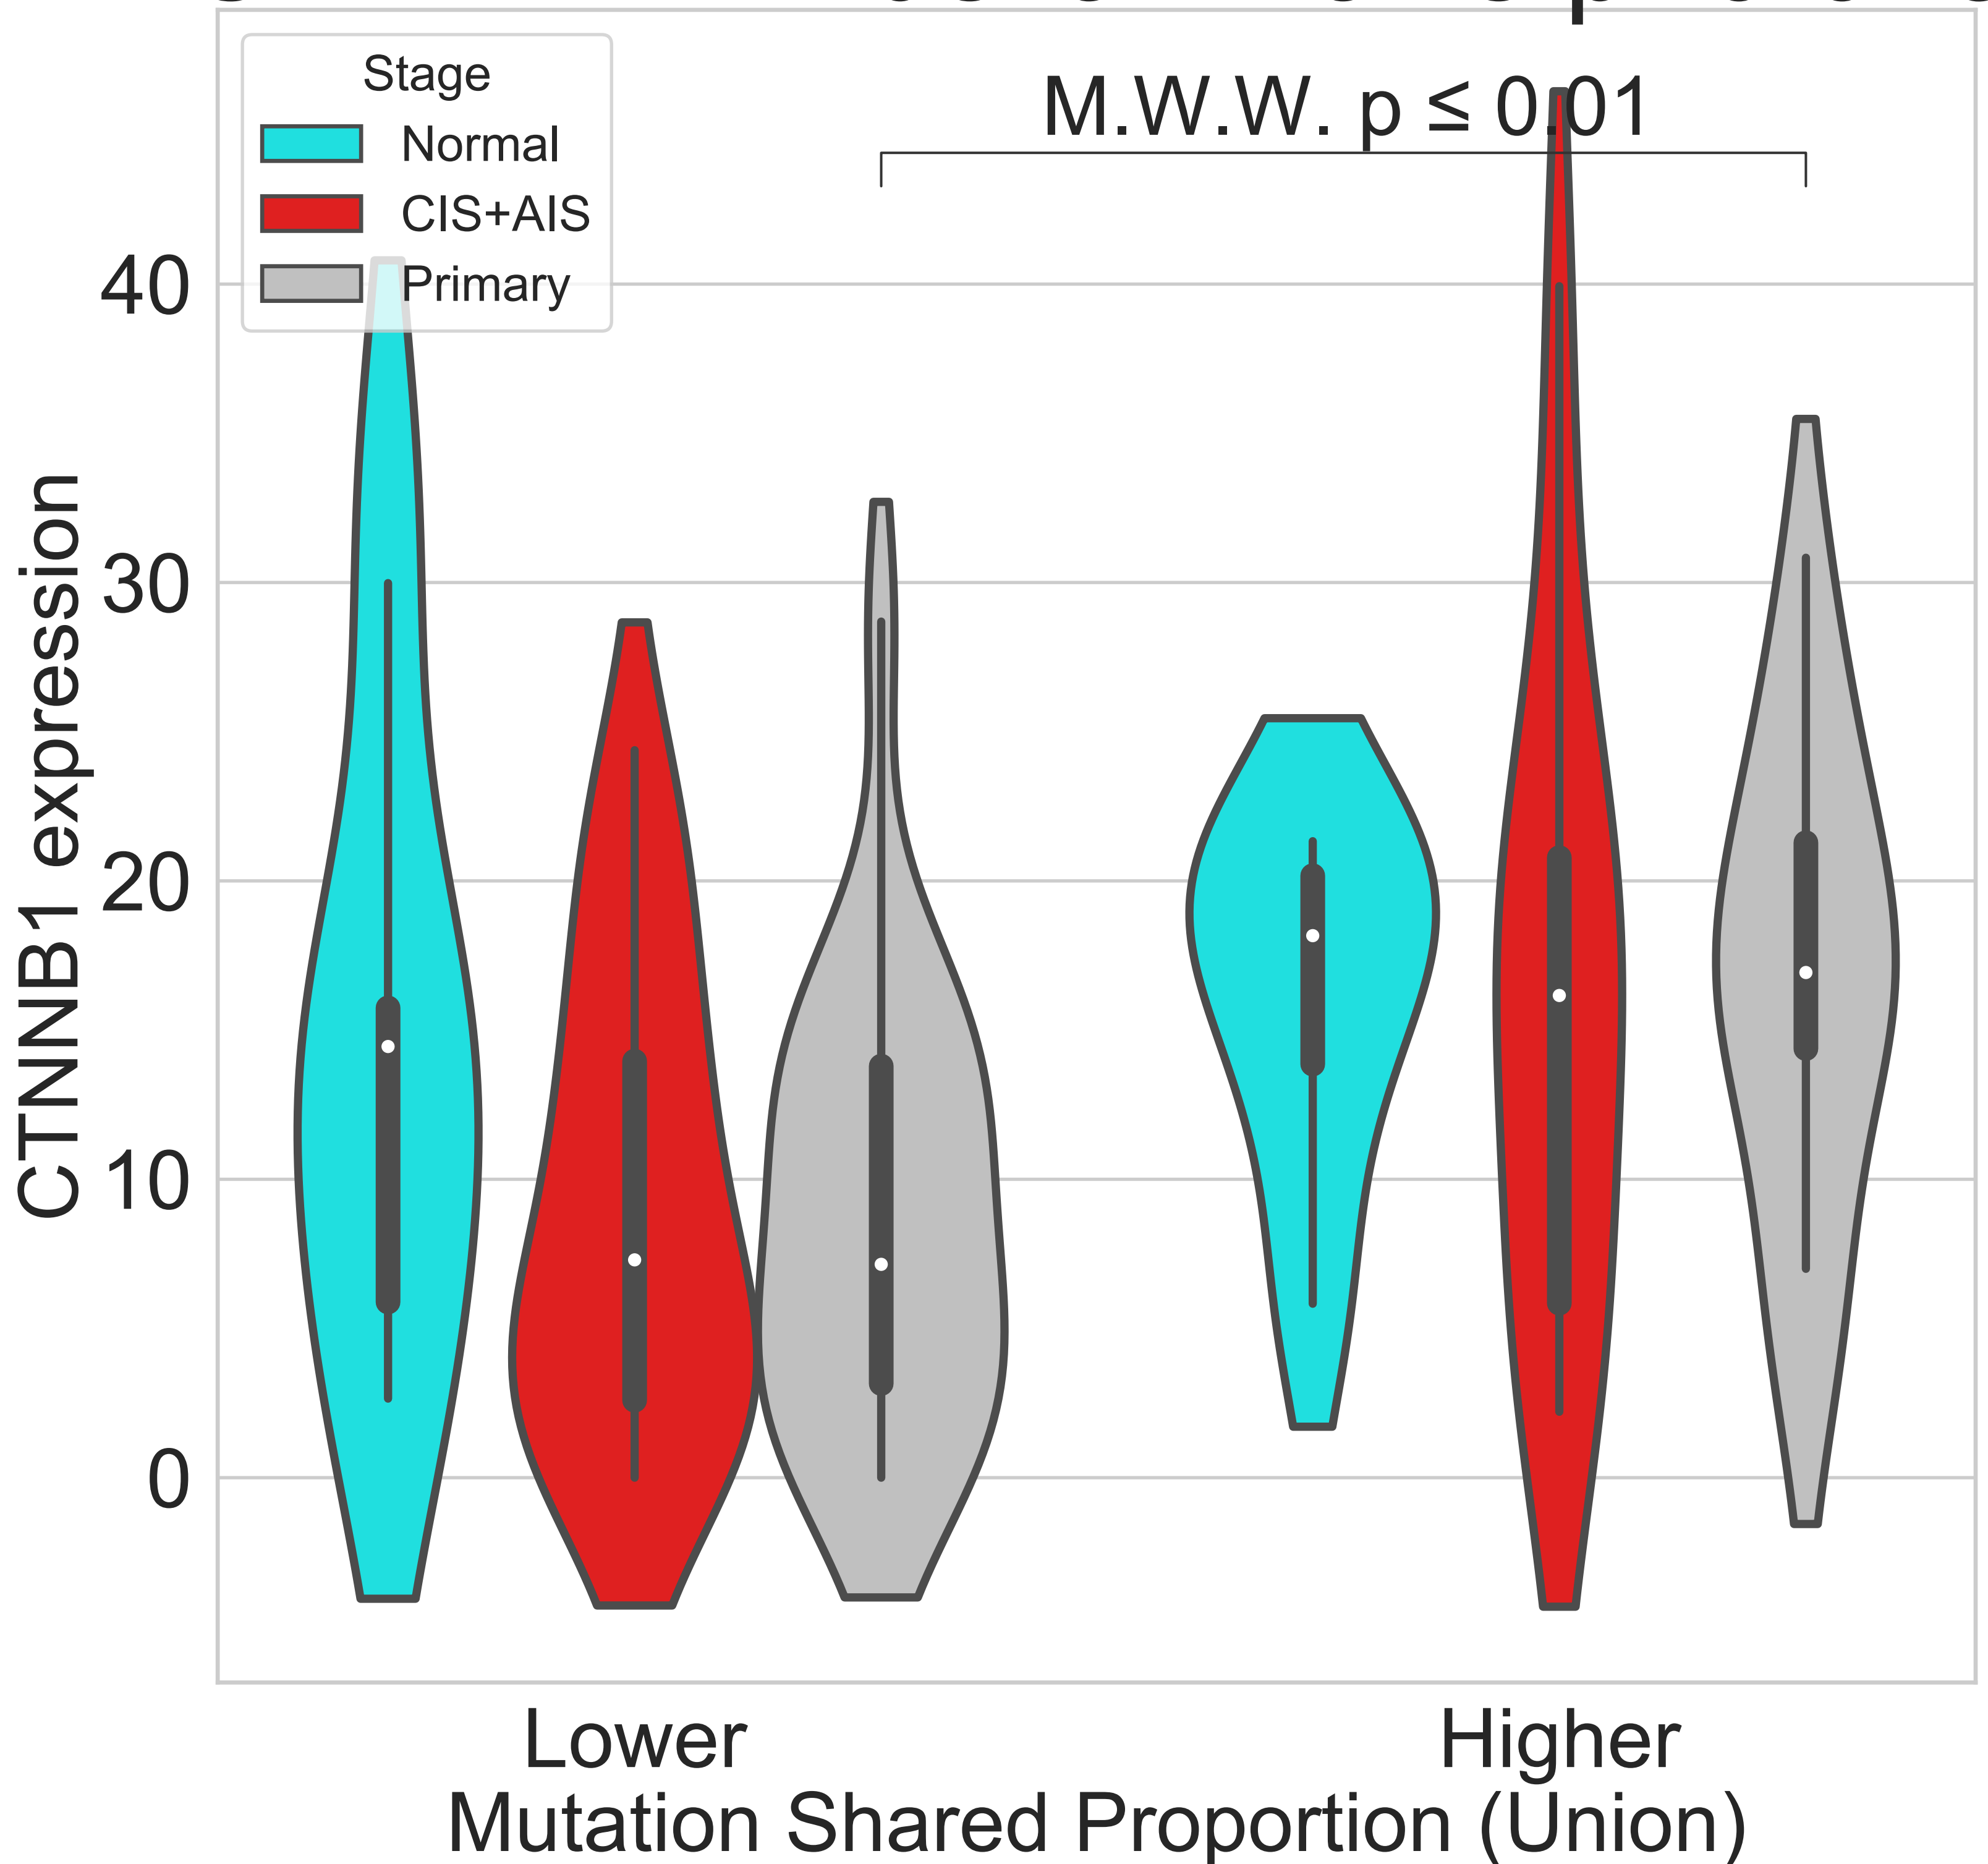 Stage
Normal
CIS+AIS
Primary
M.W.W. p ≤ 0.01
40
30
20
10
0
CTNNB1 expression
Lower
Higher
Mutation Shared Proportion (Union)